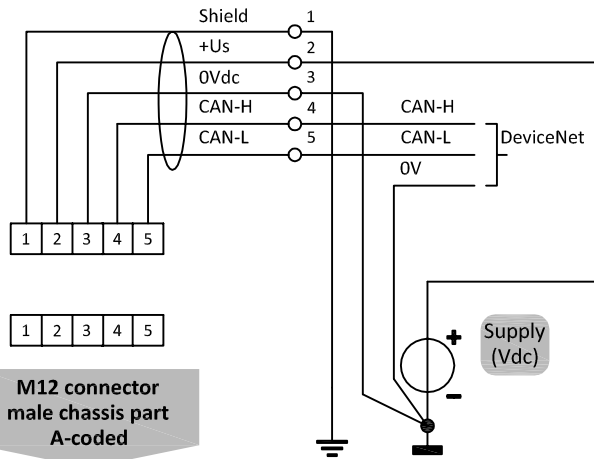 Shield 1
+Us 2
0Vdc 3
CAN-H 4 CAN-H
CAN-L 5 CAN-L
DeviceNet
0V
1 2 3 4 5
1 2 3 4 5
+
Supply
(Vdc)
−
M12 connector
male chassis part
A-coded